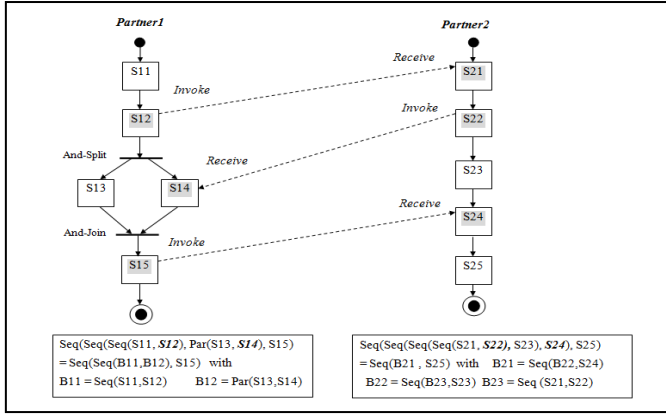 Partner1
Partner2
Receive
S11
S21
Invoke
Invoke
S12
S22
And-Split
Receive
S13
S14
S23
S24
And-Join
Invoke
S15
S25
Seq(Seq(Seq(S11, S12), Par(S13, S14), S15)
= Seq(Seq(B11,B12), S15) with
B11 = Seq(S11,S12) B12 = Par(S13,S14)
Seq(Seq(Seq(Seq(S21, S22), S23), S24), S25)
= Seq(B21 , S25) with B21 = Seq(B22,S24)
B22 = Seq(B23,S23) B23 = Seq (S21,S22)